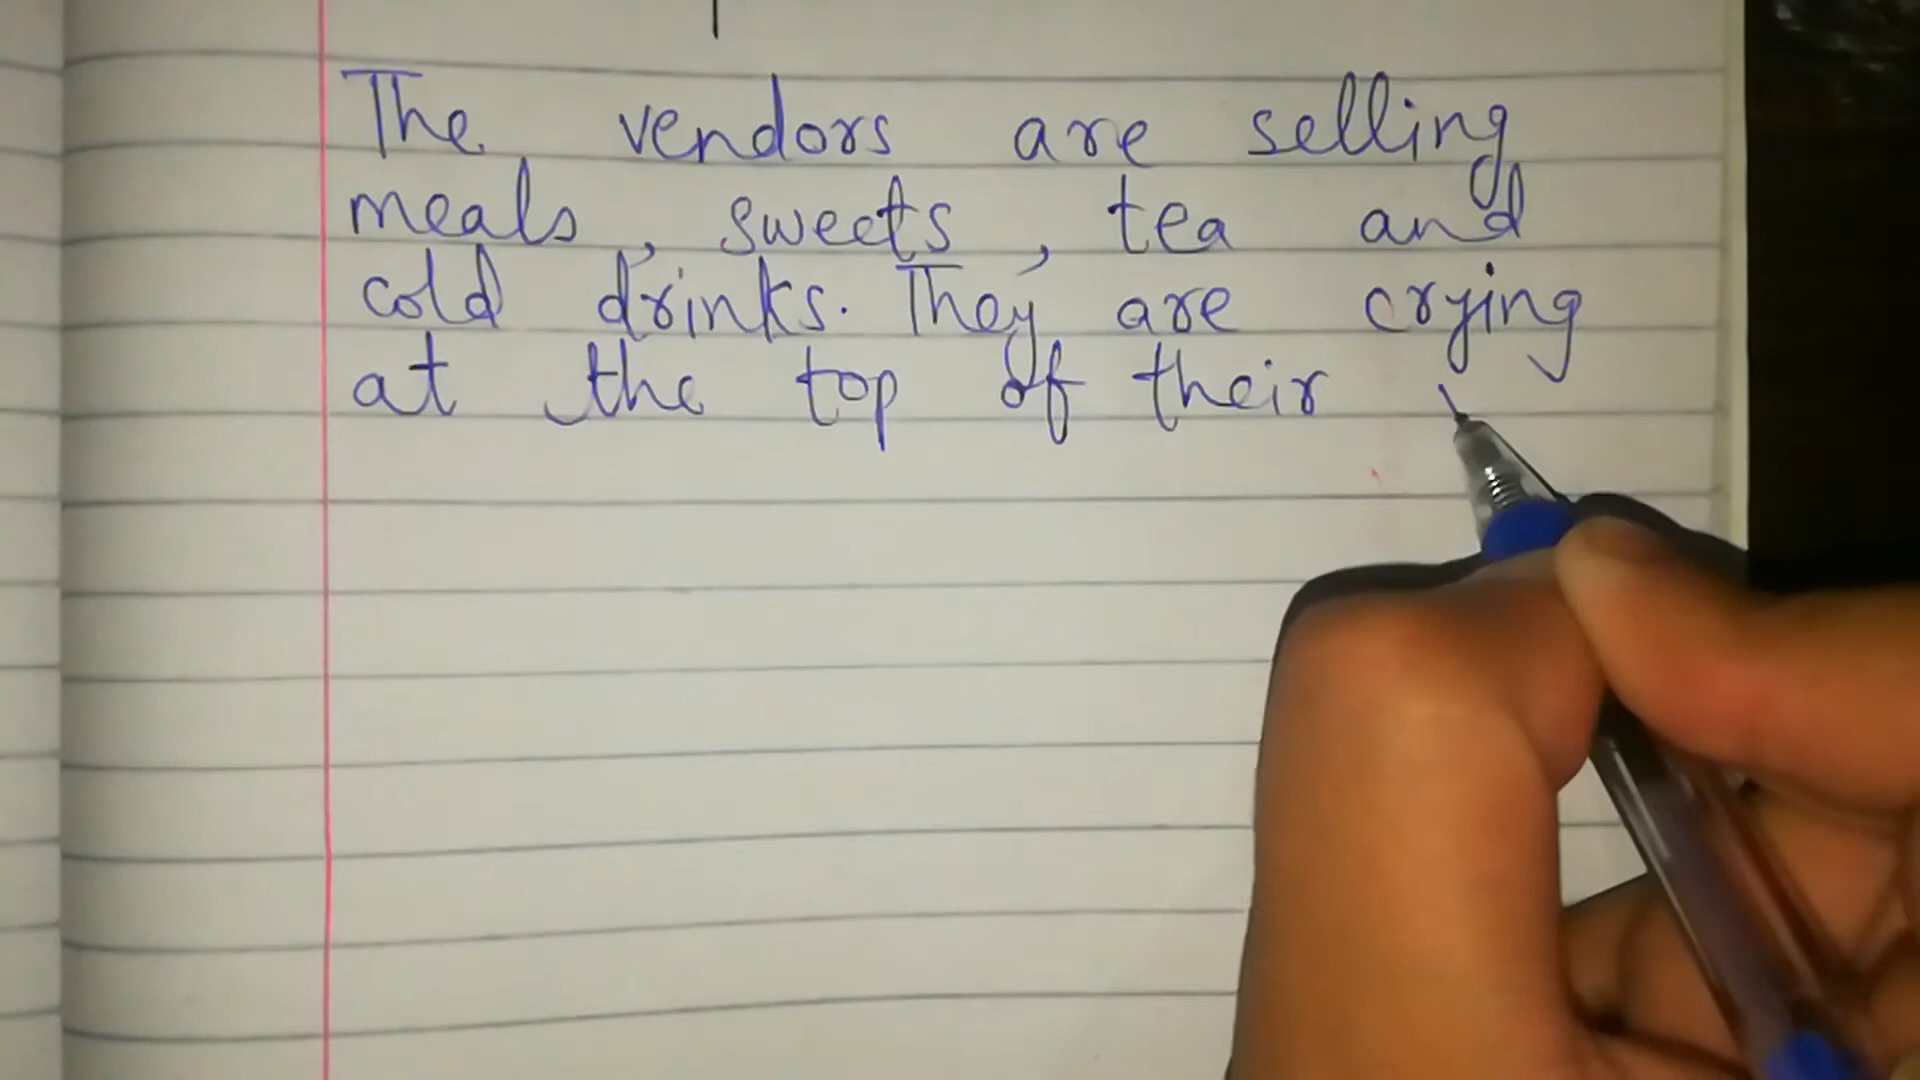 The vendors are selling
meals, sweets, tea and
cold drinks. They are crying
at the top of their